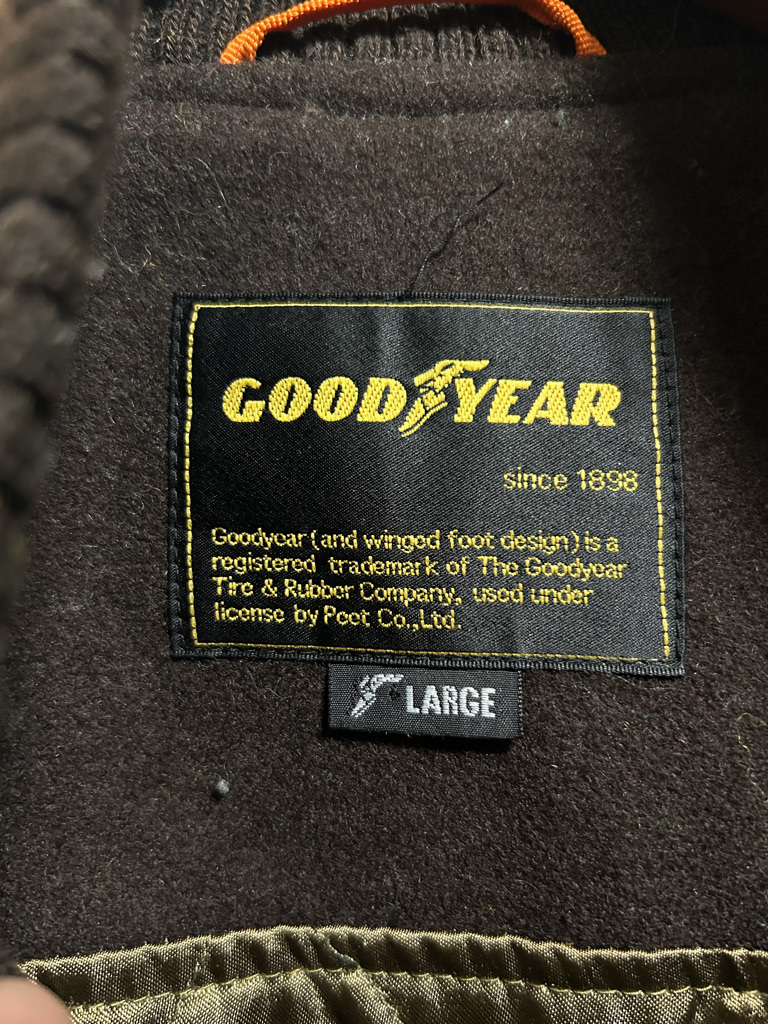 GOODYEAR
since 1898
Goodyear (and winged foot design) is a
registered trademark of The Goodyear
Tire & Rubber Company, used under
license by Peet Co.,Ltd.
LARGE